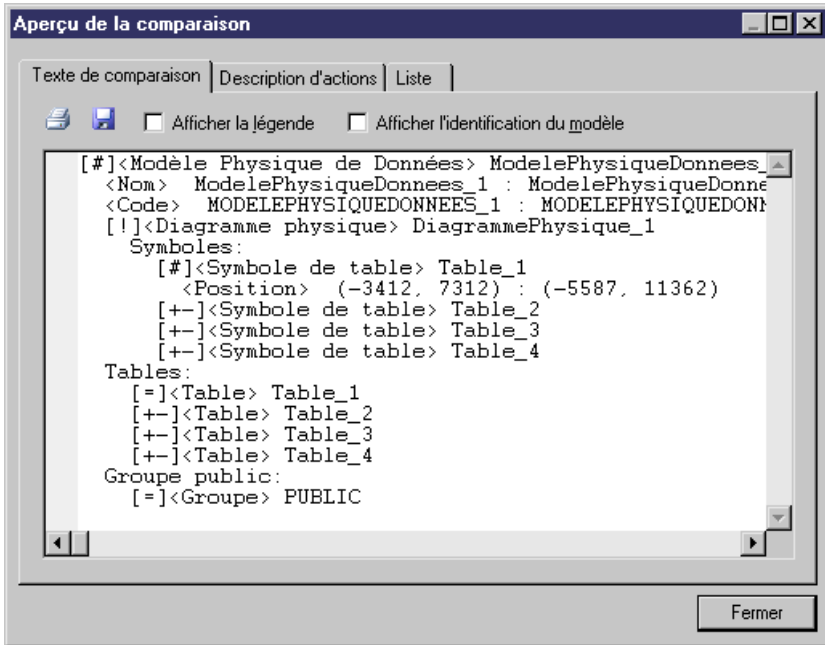 Aperçu de la comparaison
Texte de comparaison Description d'actions Liste
Afficher la légende Afficher l'identification du modèle
[#]<Modèle Physique de Données> ModelePhysiqueDonnees_
<Nom> ModelePhysiqueDonnees_1 : ModelePhysiqueDonne
<Code> MODELEPHYSIQUEDONNEES_1 : MODELEPHYSIQUEDONN
[!]<Diagramme physique> DiagrammePhysique_1
Symboles:
[#]<Symbole de table> Table_1
<Position> (-3412, 7312) : (-5587, 11362)
[+-]<Symbole de table> Table_2
[+-]<Symbole de table> Table_3
[+-]<Symbole de table> Table_4
Tables:
[=]<Table> Table_1
[+-]<Table> Table_2
[+-]<Table> Table_3
[+-]<Table> Table_4
Groupe public:
[=]<Groupe> PUBLIC
Fermer